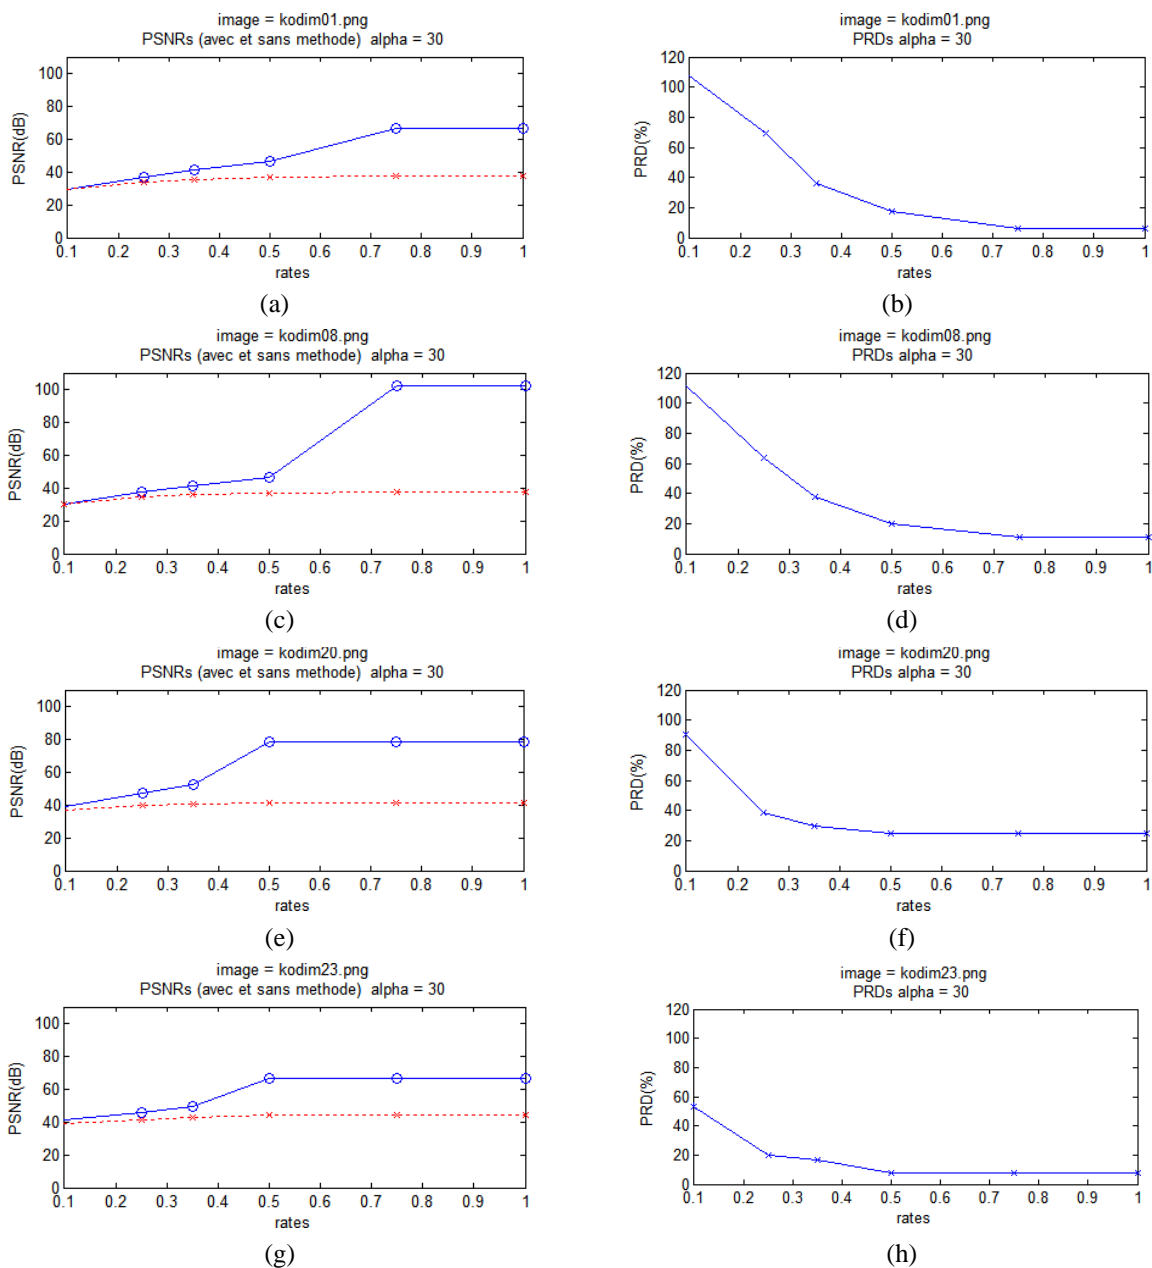 image = kodim01.png
PSNRs (avec et sans methode) alpha = 30
PSNR(dB)
100
80
60
40
20
0
0.1 0.2 0.3 0.4 0.5 0.6 0.7 0.8 0.9 1
rates
(a)
image = kodim01.png
PRDs alpha = 30
PRD(%)
120
100
80
60
40
20
0
0.1 0.2 0.3 0.4 0.5 0.6 0.7 0.8 0.9 1
rates
(b)
image = kodim08.png
PSNRs (avec et sans methode) alpha = 30
PSNR(dB)
100
80
60
40
20
0
0.1 0.2 0.3 0.4 0.5 0.6 0.7 0.8 0.9 1
rates
(c)
image = kodim08.png
PRDs alpha = 30
PRD(%)
120
100
80
60
40
20
0
0.1 0.2 0.3 0.4 0.5 0.6 0.7 0.8 0.9 1
rates
(d)
image = kodim20.png
PSNRs (avec et sans methode) alpha = 30
PSNR(dB)
100
80
60
40
20
0
0.1 0.2 0.3 0.4 0.5 0.6 0.7 0.8 0.9 1
rates
(e)
image = kodim20.png
PRDs alpha = 30
PRD(%)
120
100
80
60
40
20
0
0.1 0.2 0.3 0.4 0.5 0.6 0.7 0.8 0.9 1
rates
(f)
image = kodim23.png
PSNRs (avec et sans methode) alpha = 30
PSNR(dB)
100
80
60
40
20
0
0.1 0.2 0.3 0.4 0.5 0.6 0.7 0.8 0.9 1
rates
(g)
image = kodim23.png
PRDs alpha = 30
PRD(%)
120
100
80
60
40
20
0
0.1 0.2 0.3 0.4 0.5 0.6 0.7 0.8 0.9 1
rates
(h)